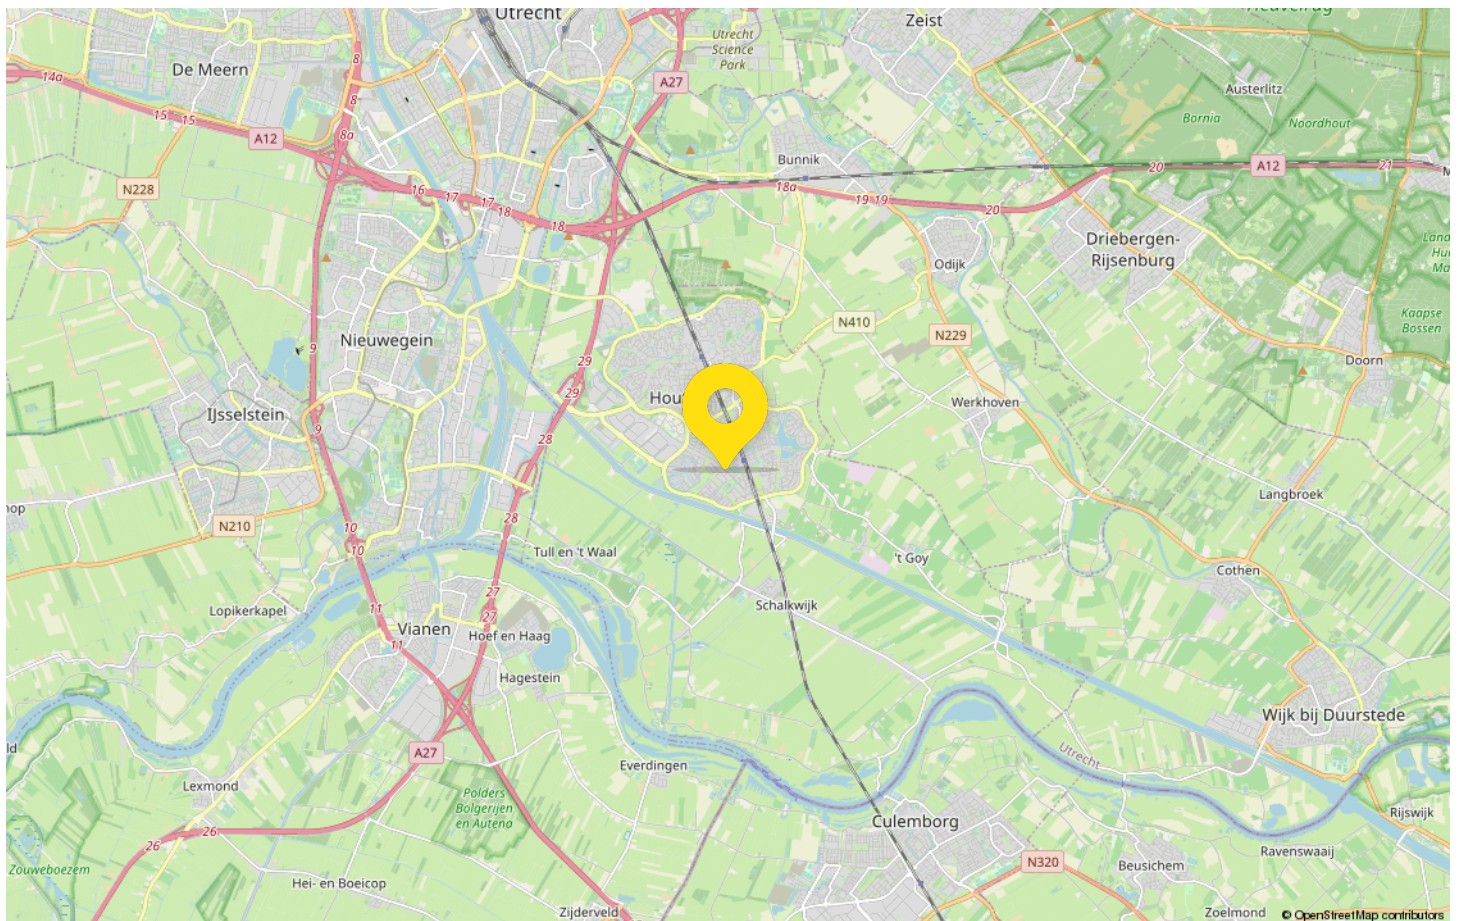 Utrecht
Zeist
Heuvelrug
Utrecht
Science
Park
De Meern
14a
8
A27
Austerlitz
15
15
8
Bornia
Noordhout
A12
8a
Bunnik
20
A12
21
N228
16
17
17
18
18
18a
19
19
20
Driebergen-
Rijsenburg
Odijk
N410
N229
Kaapse
Bossen
Nieuwegein
9
29
29
Doorn
IJsselstein
9
Hou
Werkhoven
28
Langbroek
N210
10
10
28
Tull en 't Waal
't Goy
Cothen
Lopikerkapel
11
27
27
Schalkwijk
Vianen
Hoef en Haag
11
Hagestein
Wijk bij Duurstede
A27
Everdingen
Utrecht
Lexmond
Polders
Bolgerijen
en Autena
Rijswijk
26
26
Culemborg
N320
Ravenswaaij
Beusichem
Zouweboezem
Hei- en Boeicop
Zijderveld
Zoelmond
© OpenStreetMap contributors